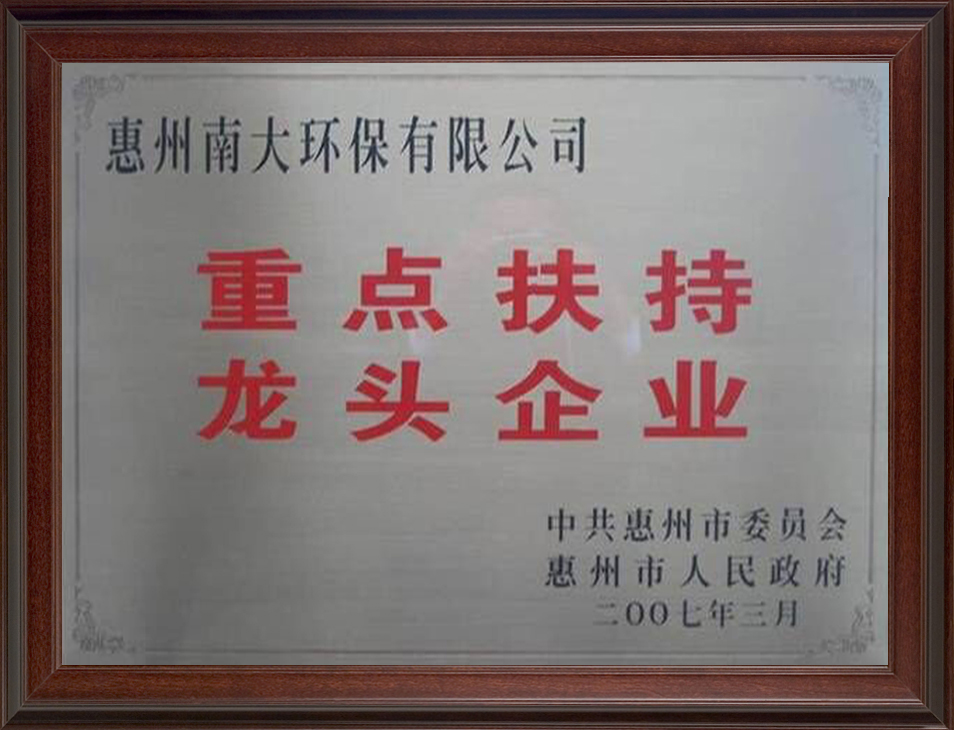 惠州南大环保有限公司
重点扶持
龙头企业
中共惠州市委员会
惠州市人民政府
二OO七年三月